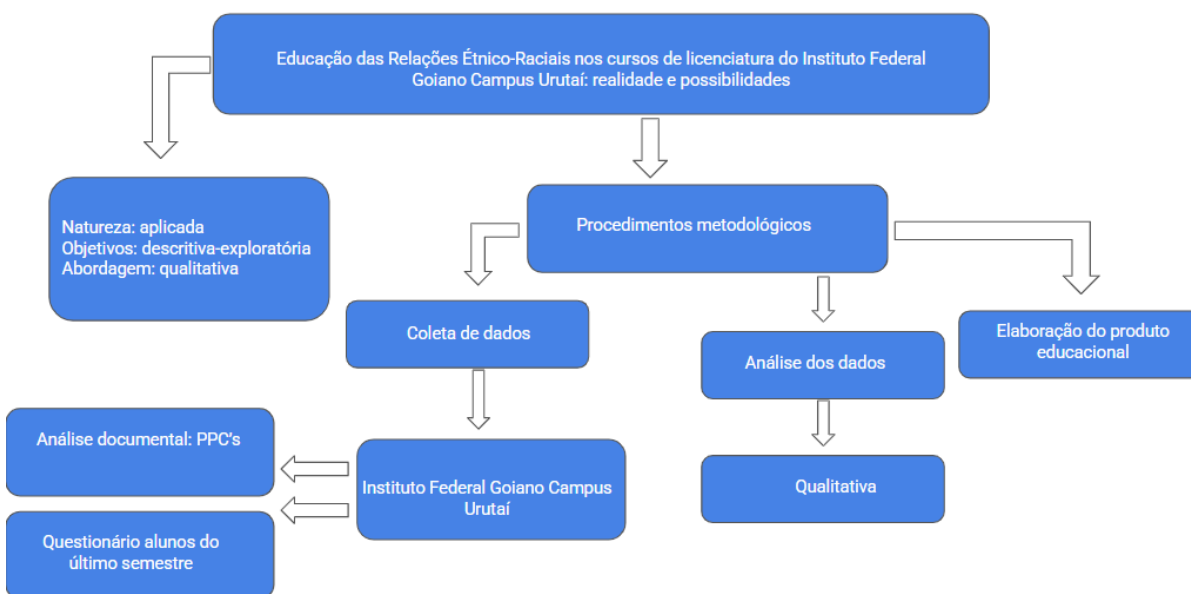 Educação das Relações Étnico-Raciais nos cursos de licenciatura do Instituto Federal
Goiano Campus Urutaí: realidade e possibilidades
Natureza: aplicada
Objetivos: descritiva-exploratória
Abordagem: qualitativa
Procedimentos metodológicos
Coleta de dados
Análise dos dados
Elaboração do produto
educacional
Análise documental: PPC's
Instituto Federal Goiano Campus
Urutaí
Qualitativa
Questionário alunos do
último semestre